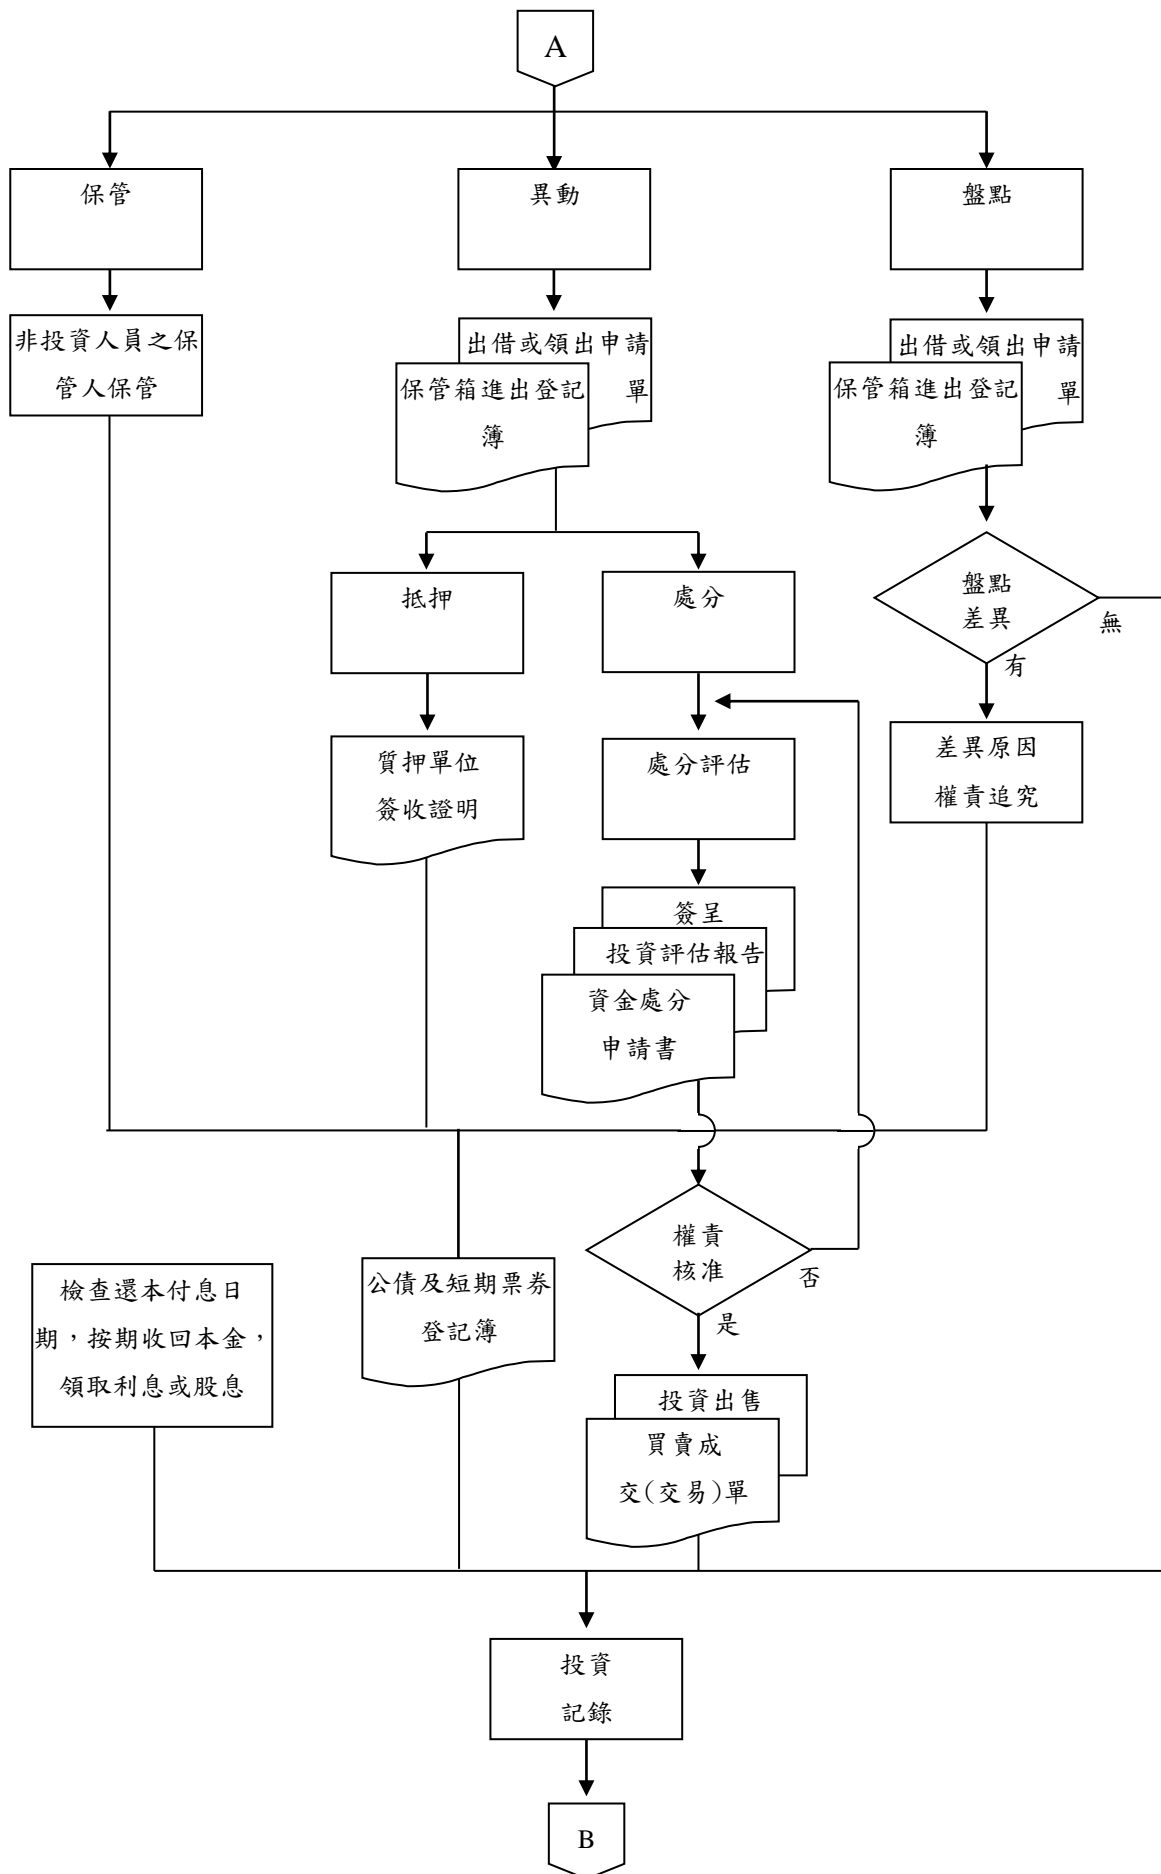 A
保管
異動
盤點
非投資人員之保
管人保管
出借或領出申請
單
保管箱進出登記
簿
出借或領出申請
單
保管箱進出登記
簿
抵押
處分
盤點
差異
無
有
質押單位
簽收證明
處分評估
差異原因
權責追究
簽呈
投資評估報告
資金處分
申請書
權責
核准
否
是
檢查還本付息日
期，按期收回本金，
領取利息或股息
公債及短期票券
登記簿
投資出售
買賣成
交(交易)單
投資
記錄
B